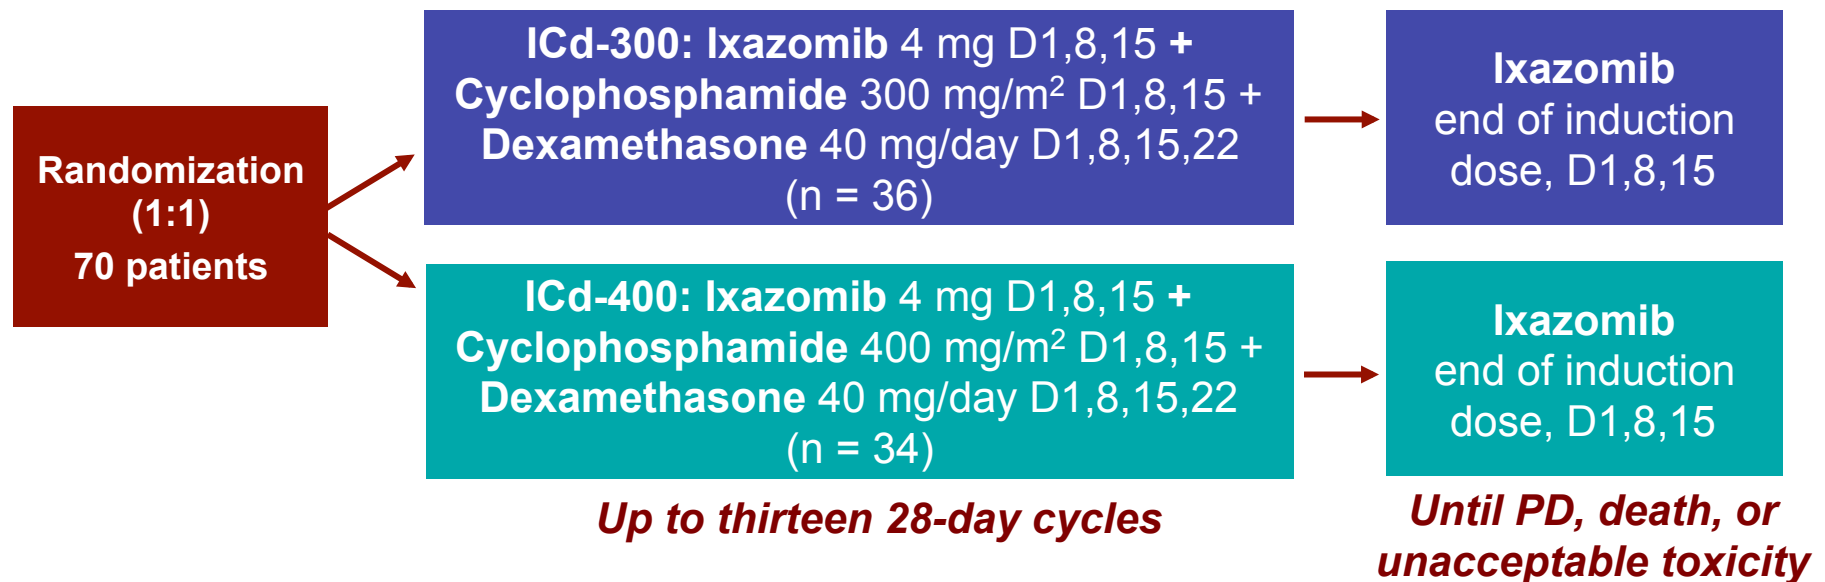 Randomization
(1:1)
70 patients
ICd-300: Ixazomib 4 mg D1,8,15 +
Cyclophosphamide 300 mg/m² D1,8,15 +
Dexamethasone 40 mg/day D1,8,15,22
(n = 36)
Ixazomib
end of induction
dose, D1,8,15
ICd-400: Ixazomib 4 mg D1,8,15 +
Cyclophosphamide 400 mg/m² D1,8,15 +
Dexamethasone 40 mg/day D1,8,15,22
(n = 34)
Ixazomib
end of induction
dose, D1,8,15
Up to thirteen 28-day cycles
Until PD, death, or
unacceptable toxicity